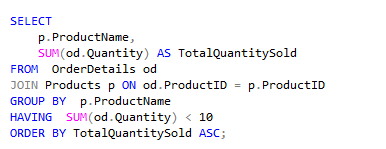 SELECT
    p.ProductName,
    SUM(od.Quantity) AS TotalQuantitySold
FROM  OrderDetails od
JOIN Products p ON od.ProductID = p.ProductID
GROUP BY  p.ProductName
HAVING  SUM(od.Quantity) < 10
ORDER BY TotalQuantitySold ASC;